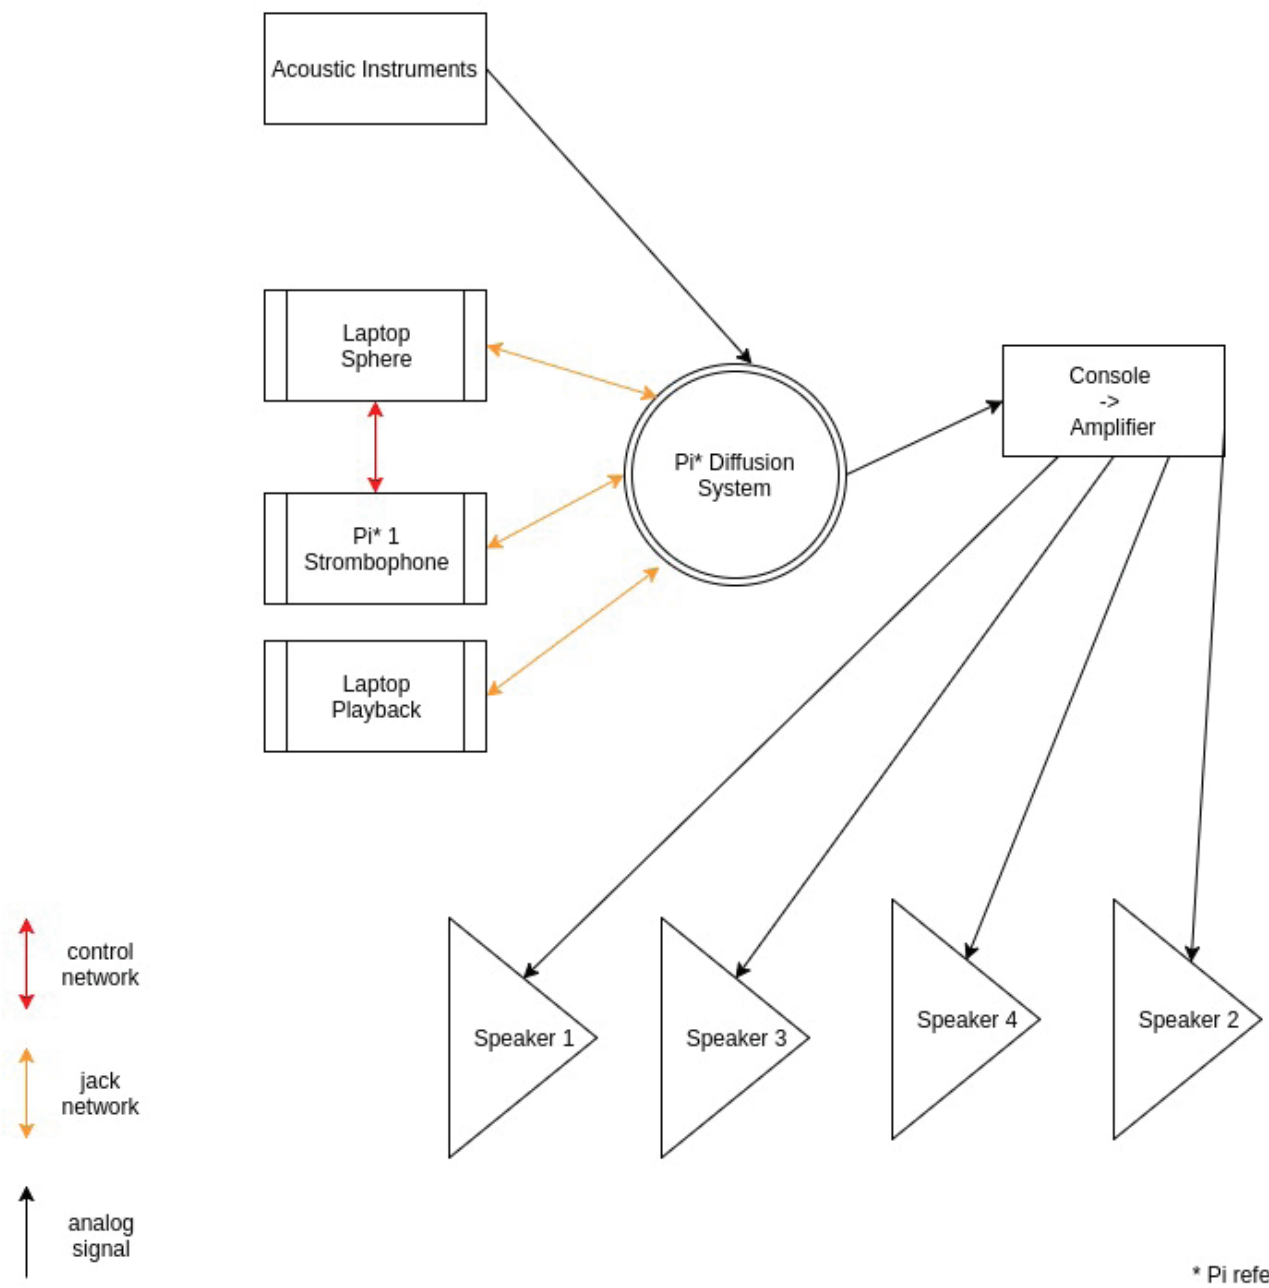 Acoustic Instruments
Laptop
Sphere
Pi* Diffusion
System
Console
->
Amplifier
Pi* 1
Strombophone
Laptop
Playback
Speaker 1
Speaker 3
Speaker 4
Speaker 2
control
network
jack
network
analog
signal
* Pi refe